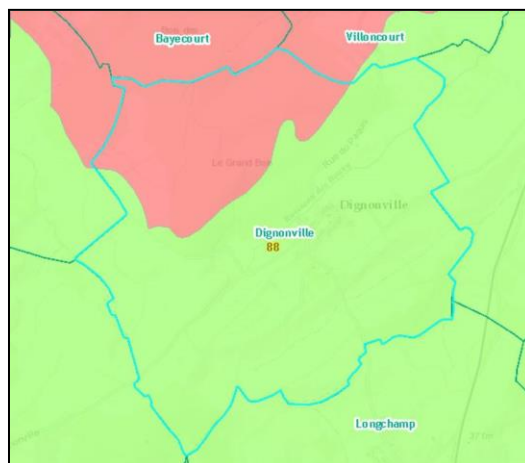 Bayecourt
Villoncourt
Le Grand Bois
Dignonville
Dignonville
88
Longchamp